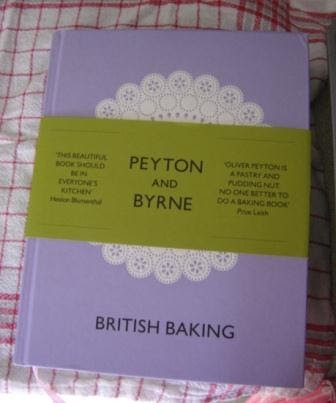 'THIS BEAUTIFUL
BOOK SHOULD
BE IN
EVERYONE'S
KITCHEN'
Heston Blumenthal
PEYTON
AND
BYRNE
'OLIVER PEYTON IS
A PASTRY AND
PUDDING NUT.
NO ONE BETTER TO
DO A BAKING BOOK'
Prue Leith
BRITISH BAKING